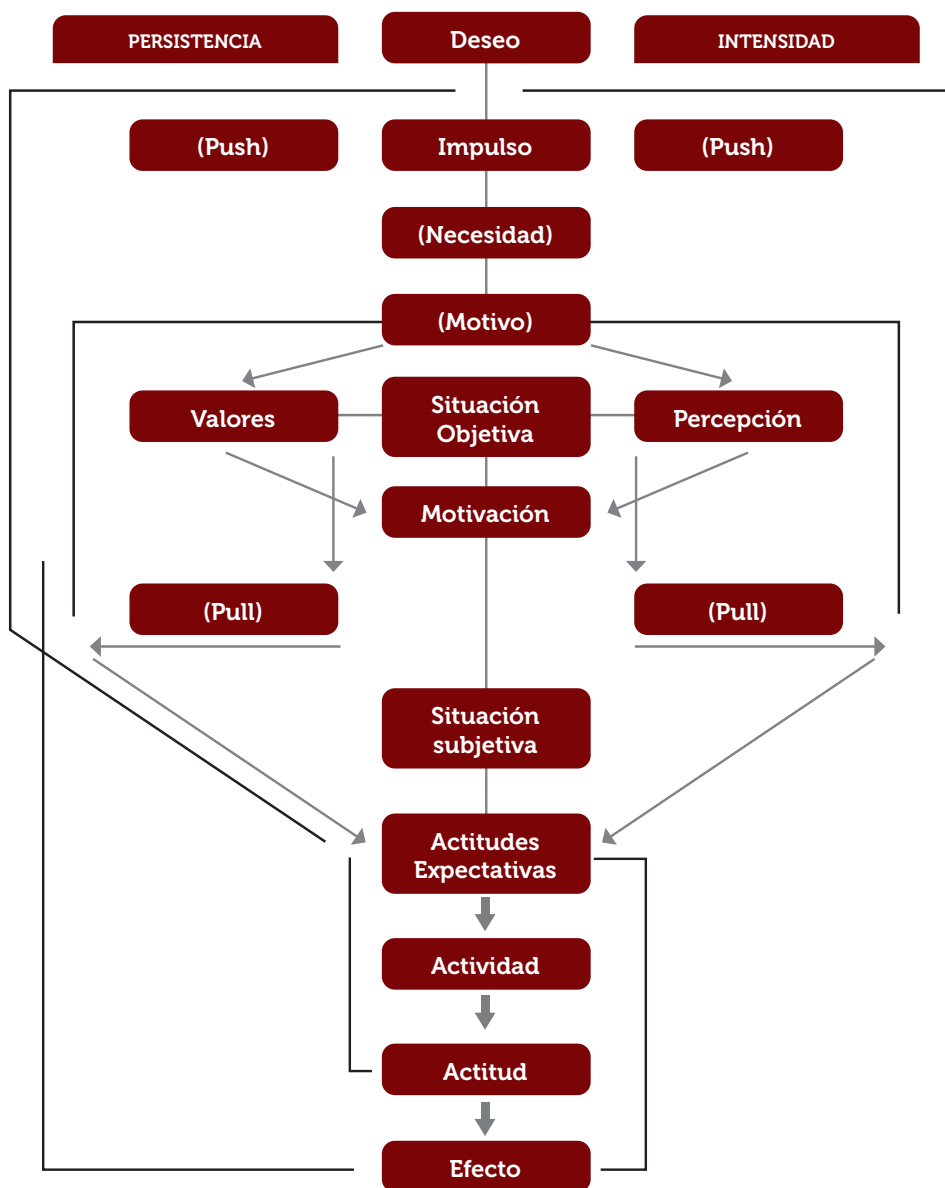 PERSISTENCIA
Deseo
INTENSIDAD
(Push)
Impulso
(Push)
(Necesidad)
(Motivo)
Valores
Situación
Objetiva
Percepción
Motivación
(Pull)
(Pull)
Situación
subjetiva
Actitudes
Expectativas
Actividad
Actitud
Efecto